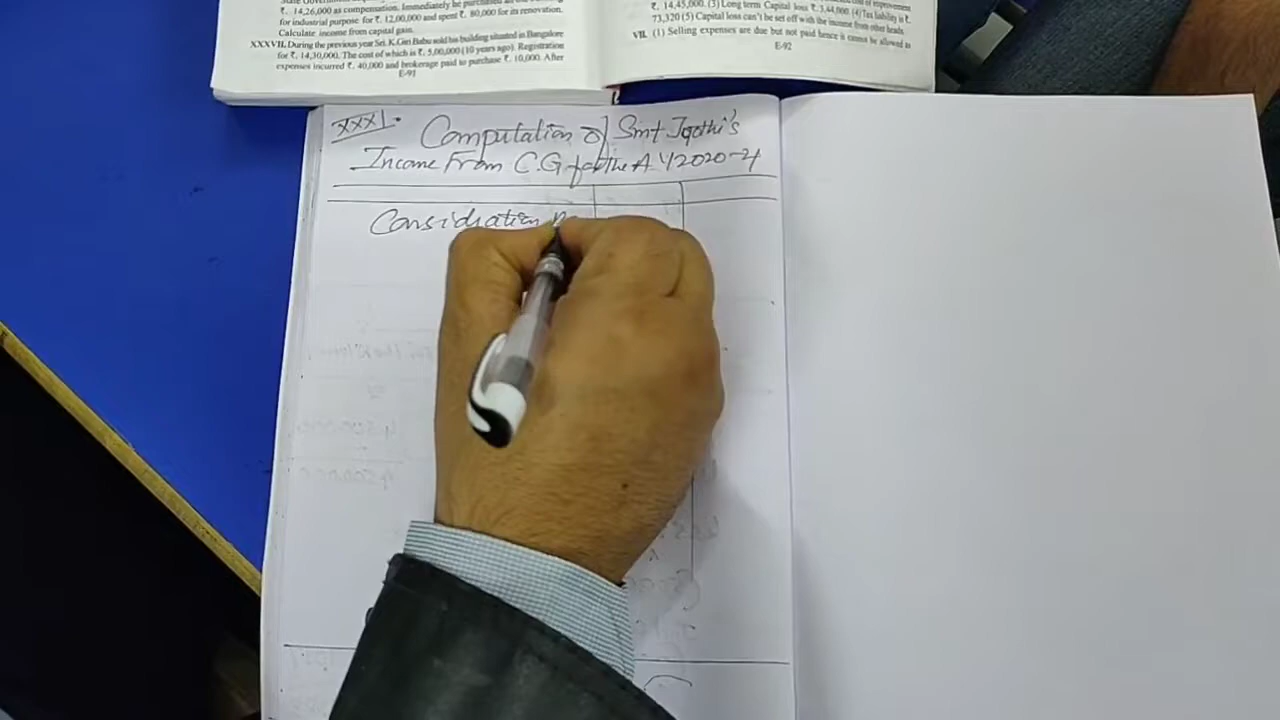 ₹. 14,26,000 as compensation. Immediately he purchased
for industrial purpose for ₹. 12,00,000 and spent ₹. 80,000 for its renovation.
Calculate income from capital gain.
XXXVII. During the previous year Sri. K.Giri Babu sold his building situated in Bangalore
for ₹. 14,30,000. The cost of which is ₹. 5,00,000 (10 years ago). Registration
expenses incurred ₹. 40,000 and brokerage paid to purchase ₹. 10,000. After
E-91
₹. 14,45,000. (3) Long term Capital loss ₹. 3,44,000. (4) Tax liability is ₹.
73,320 (5) Capital loss can't be set off with the income from other heads.
VII. (1) Selling expenses are due but not paid hence it cannot be allowed as
E-92
XXXI. Computation of Smt Jyothi's
Income From C.G for the A.Y 2020-21
Considration